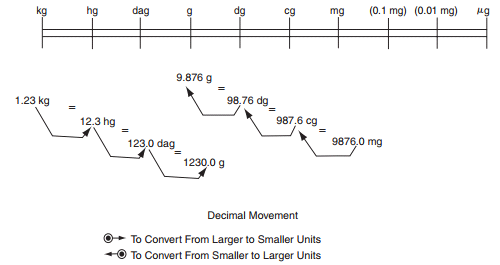 kg hg dag g dg cg mg (0.1 mg) (0.01 mg) μg
9.876 g
=
1.23 kg
=
98.76 dg
=
12.3 hg
=
987.6 cg
=
123.0 dag
=
9876.0 mg
1230.0 g
Decimal Movement
To Convert From Larger to Smaller Units
To Convert From Smaller to Larger Units